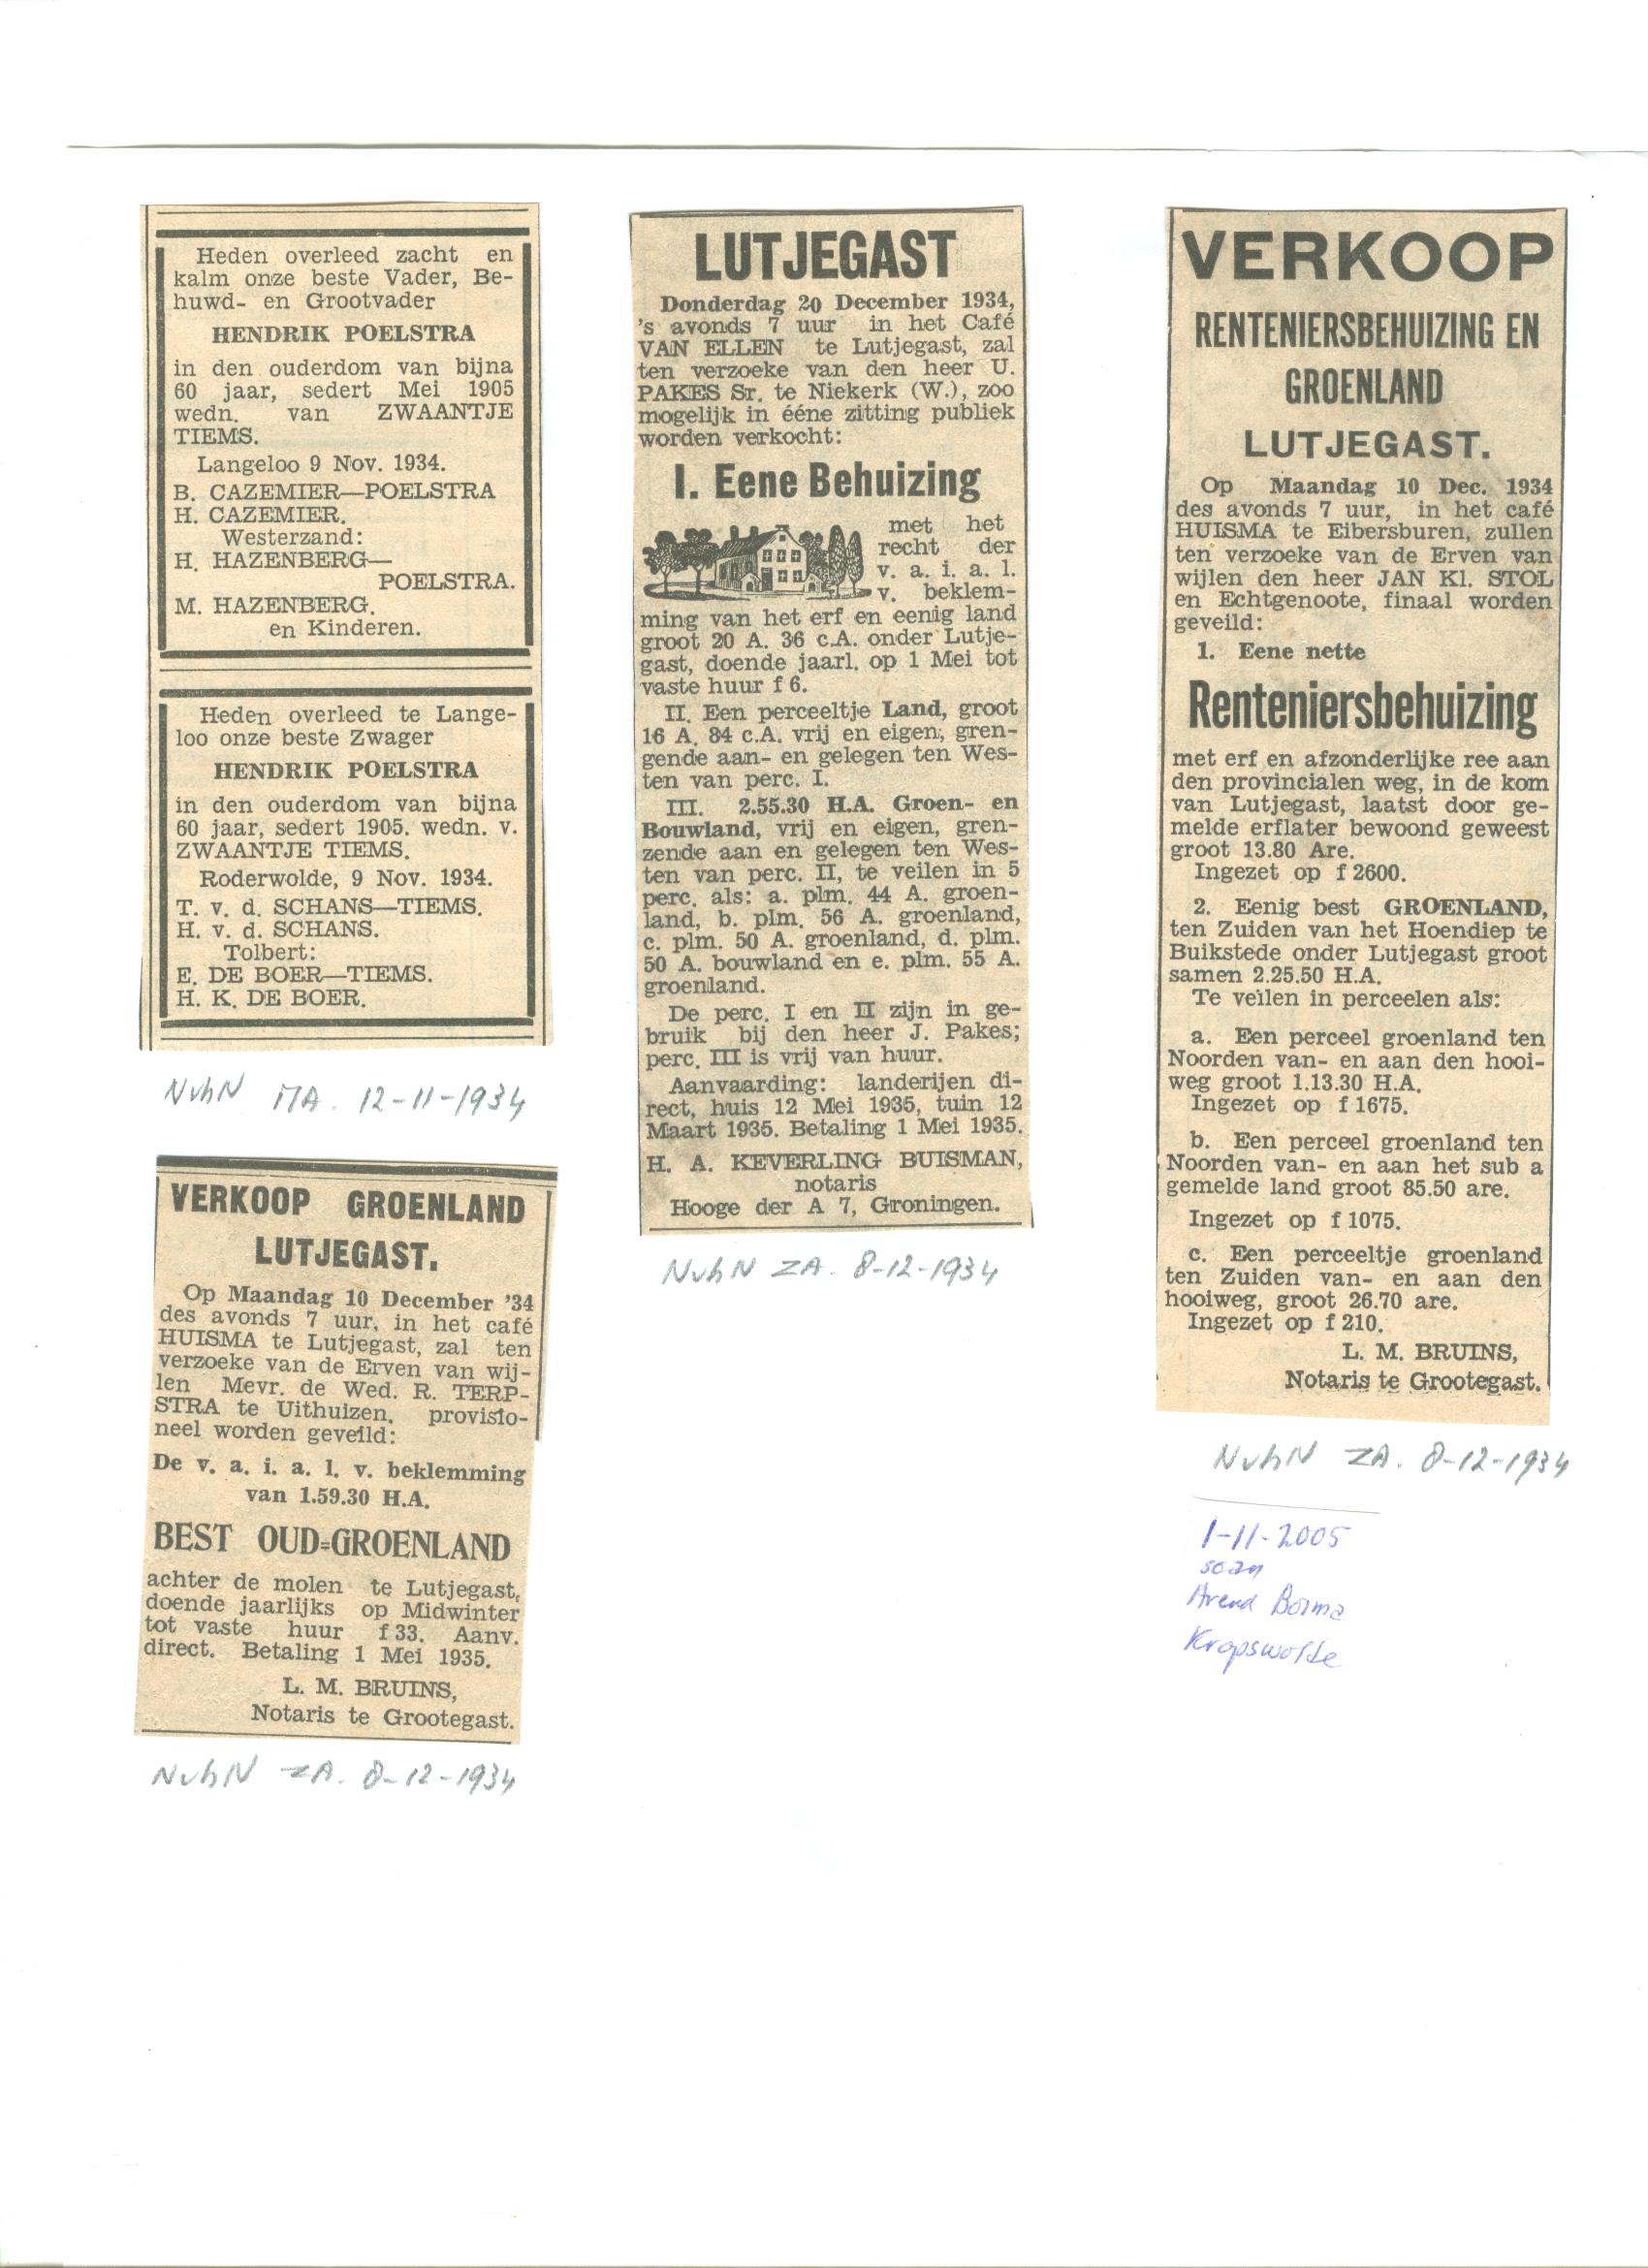 Heden overleed zacht en
kalm onze beste Vader, Be-
huwd- en Grootvader
HENDRIK POELSTRA
in den ouderdom van bijna
60 jaar, sedert Mei 1905
wedn. van ZWAANTJE
TIEMS.
Langeloo 9 Nov. 1934.
B. CAZEMIER—POELSTRA
H. CAZEMIER.
Westerzand:
H. HAZENBERG—
POELSTRA.
M. HAZENBERG.
en Kinderen.
Heden overleed te Lange-
loo onze beste Zwager
HENDRIK POELSTRA
in den ouderdom van bijna
60 jaar, sedert 1905. wedn. v.
ZWAANTJE TIEMS.
Roderwolde, 9 Nov. 1934.
T. v. d. SCHANS—TIEMS.
H. v. d. SCHANS.
Tolbert:
E. DE BOER—TIEMS.
H. K. DE BOER.
NvhN MA. 12-11-1934
VERKOOP GROENLAND
LUTJEGAST.
Op Maandag 10 December '34
des avonds 7 uur, in het café
HUISMA te Lutjegast, zal ten
verzoeke van de Erven van wij-
len Mevr. de Wed. R. TERP-
STRA te Uithuizen, provisio-
neel worden geveild:
De v. a. i. a. l. v. beklemming
van 1.59.30 H.A.
BEST OUD=GROENLAND
achter de molen te Lutjegast,
doende jaarlijks op Midwinter
tot vaste huur f 33. Aanv.
direct. Betaling 1 Mei 1935.
L. M. BRUINS,
Notaris te Grootegast.
NvhN ZA. 8-12-1934
LUTJEGAST
Donderdag 20 December 1934,
's avonds 7 uur in het Café
VAN ELLEN te Lutjegast, zal
ten verzoeke van den heer U.
PAKES Sr. te Niekerk (W.), zoo
mogelijk in ééne zitting publiek
worden verkocht:
I. Eene Behuizing
met het
recht der
v. a. i. a. l.
v. beklem-
ming van het erf en eenig land
groot 20 A. 36 c.A. onder Lutje-
gast, doende jaarl. op 1 Mei tot
vaste huur f 6.
II. Een perceeltje Land, groot
16 A. 84 c.A. vrij en eigen, gren-
gende aan- en gelegen ten Wes-
ten van perc. I.
III. 2.55.30 H.A. Groen- en
Bouwland, vrij en eigen, gren-
zende aan en gelegen ten Wes-
ten van perc. II, te veilen in 5
perc. als: a. plm. 44 A. groen-
land, b. plm. 56 A. groenland,
c. plm. 50 A. groenland, d. plm.
50 A. bouwland en e. plm. 55 A.
groenland.
De perc. I en II zijn in ge-
bruik bij den heer J. Pakes;
perc. III is vrij van huur.
Aanvaarding: landerijen di-
rect, huis 12 Mei 1935, tuin 12
Maart 1935. Betaling 1 Mei 1935.
H. A. KEVERLING BUISMAN,
notaris
Hooge der A 7, Groningen.
NvhN ZA. 8-12-1934
VERKOOP
RENTENIERSBEHUIZING EN
GROENLAND
LUTJEGAST.
Op Maandag 10 Dec. 1934
des avonds 7 uur, in het café
HUISMA te Eibersburen, zullen
ten verzoeke van de Erven van
wijlen den heer JAN Kl. STOL
en Echtgenoote, finaal worden
geveild:
1. Eene nette
Renteniersbehuizing
met erf en afzonderlijke ree aan
den provincialen weg, in de kom
van Lutjegast, laatst door ge-
melde erflater bewoond geweest
groot 13.80 Are.
Ingezet op f 2600.
2. Eenig best GROENLAND,
ten Zuiden van het Hoendiep te
Buikstede onder Lutjegast groot
samen 2.25.50 H.A.
Te veilen in perceelen als:
a. Een perceel groenland ten
Noorden van- en aan den hooi-
weg groot 1.13.30 H.A.
Ingezet op f 1675.
b. Een perceel groenland ten
Noorden van- en aan het sub a
gemelde land groot 85.50 are.
Ingezet op f 1075.
c. Een perceeltje groenland
ten Zuiden van- en aan den
hooiweg, groot 26.70 are.
Ingezet op f 210.
L. M. BRUINS,
Notaris te Grootegast.
NvhN ZA. 8-12-1934
1-11-2005
scan
Arend Borma
Kropswolde